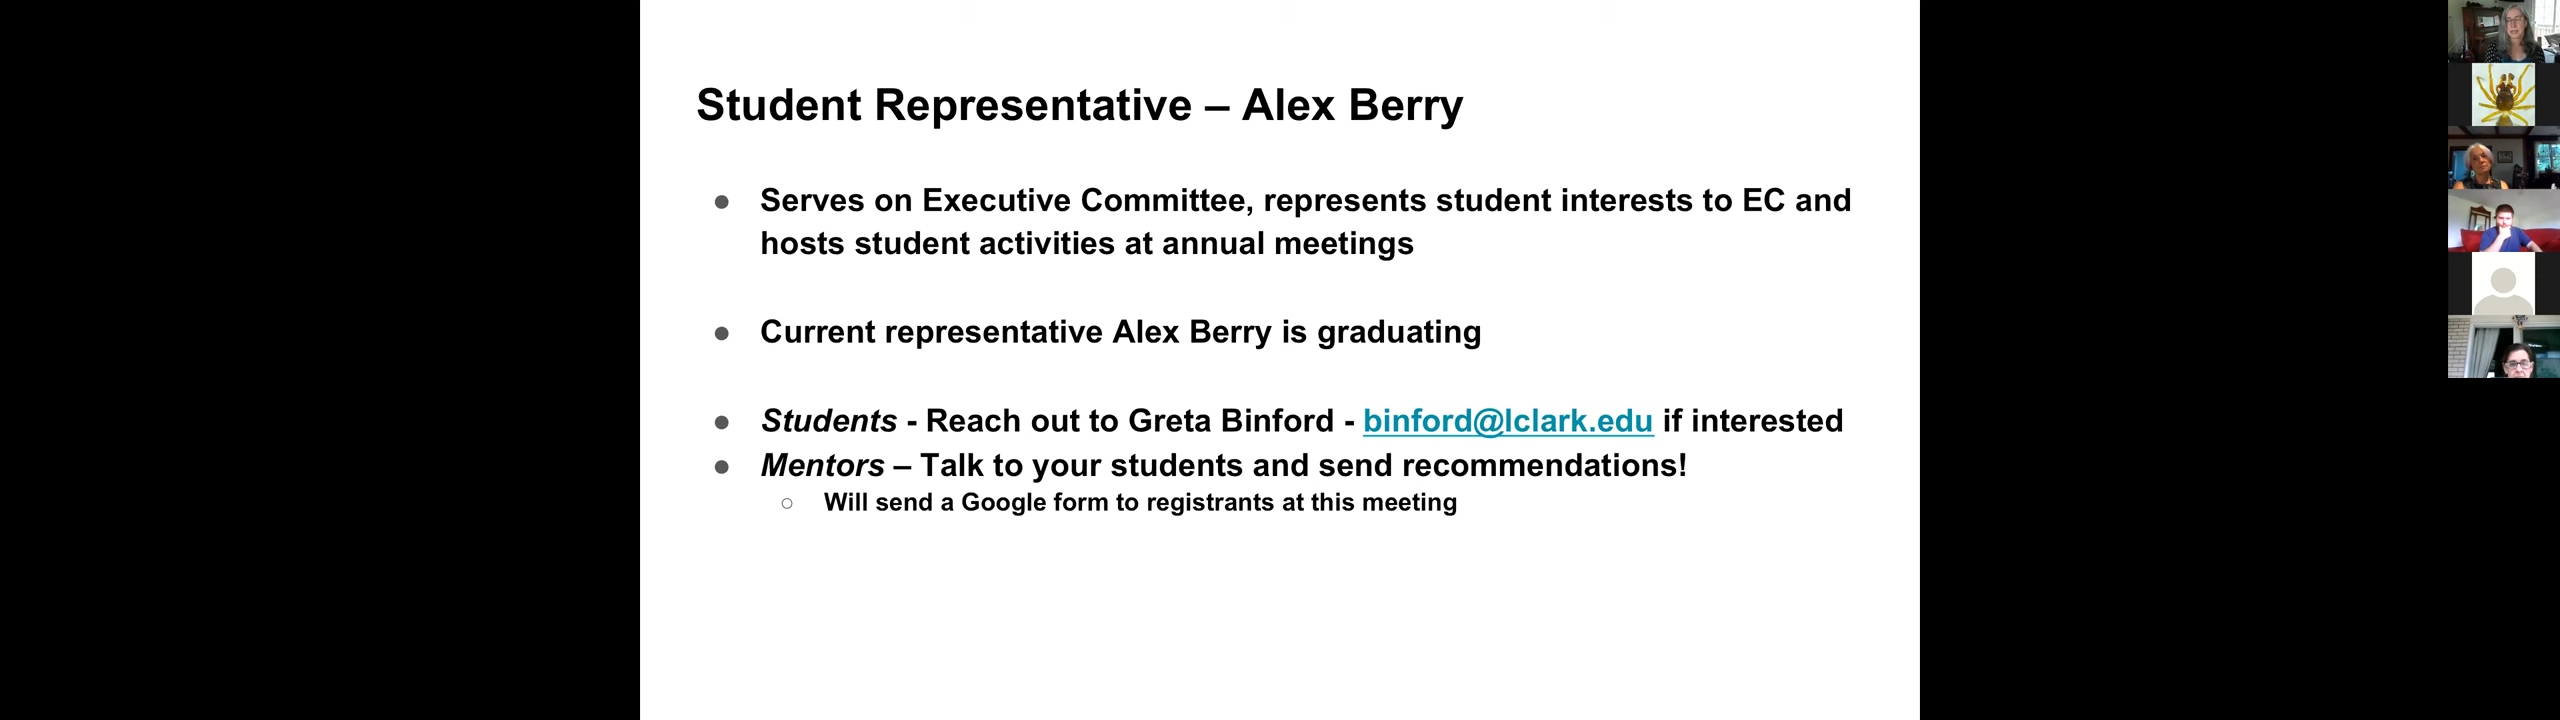 Student Representative – Alex Berry
● Serves on Executive Committee, represents student interests to EC and
hosts student activities at annual meetings
● Current representative Alex Berry is graduating
● Students - Reach out to Greta Binford - binford@lclark.edu if interested
● Mentors – Talk to your students and send recommendations!
○ Will send a Google form to registrants at this meeting